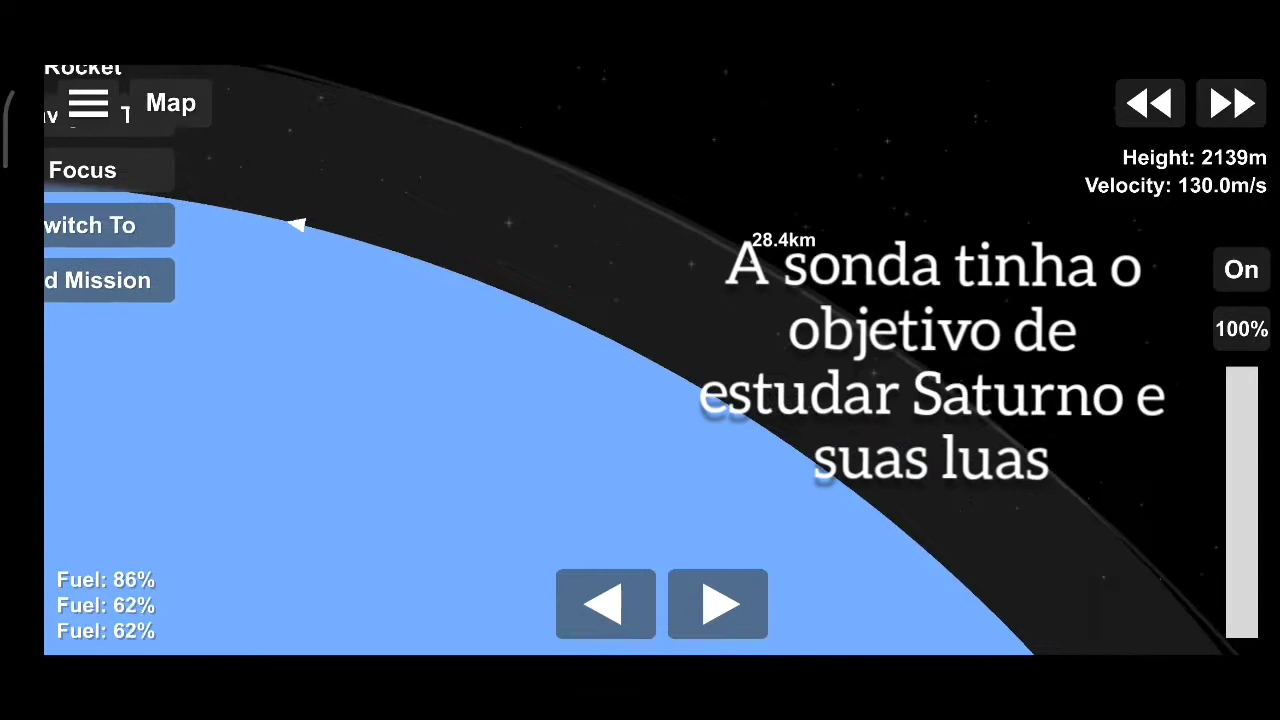 Rocket
Map
Focus
witch To
d Mission
Height: 2139m
Velocity: 130.0m/s
28.4km
A sonda tinha o
objetivo de
estudar Saturno e
suas luas
On
100%
Fuel: 86%
Fuel: 62%
Fuel: 62%